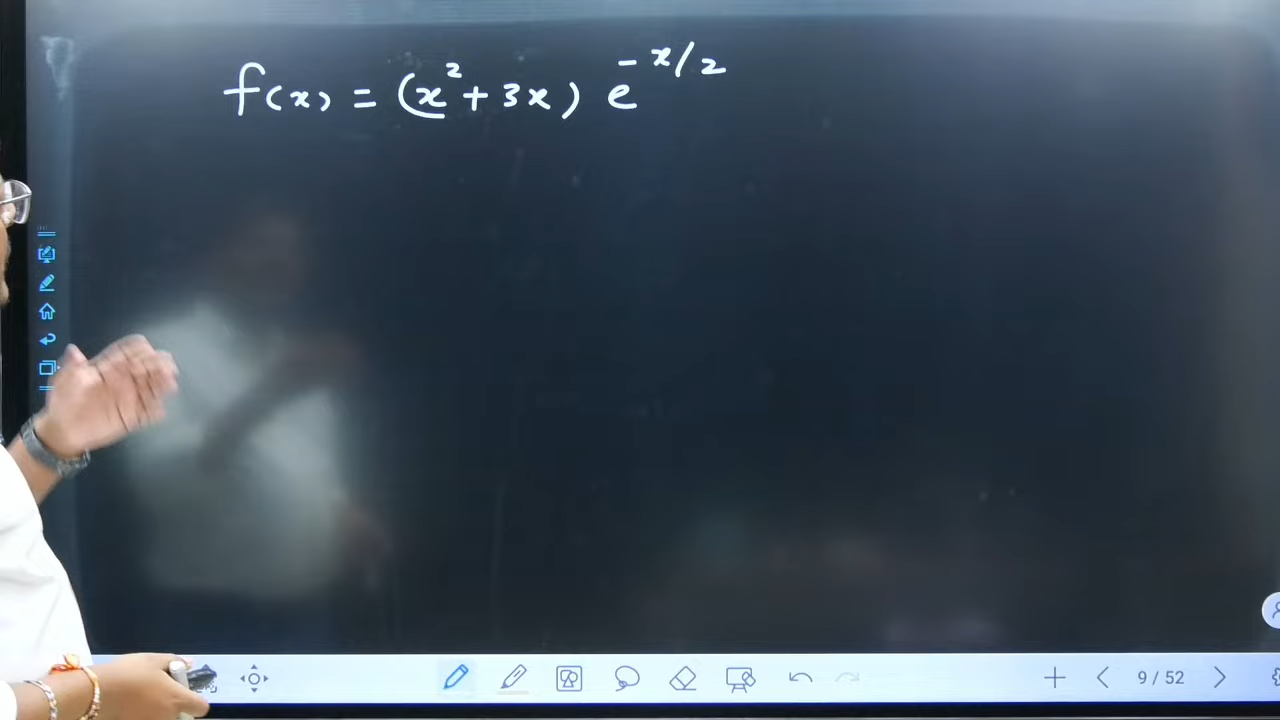 f(x) = (x² + 3x) e^{-x/2}
9 / 52